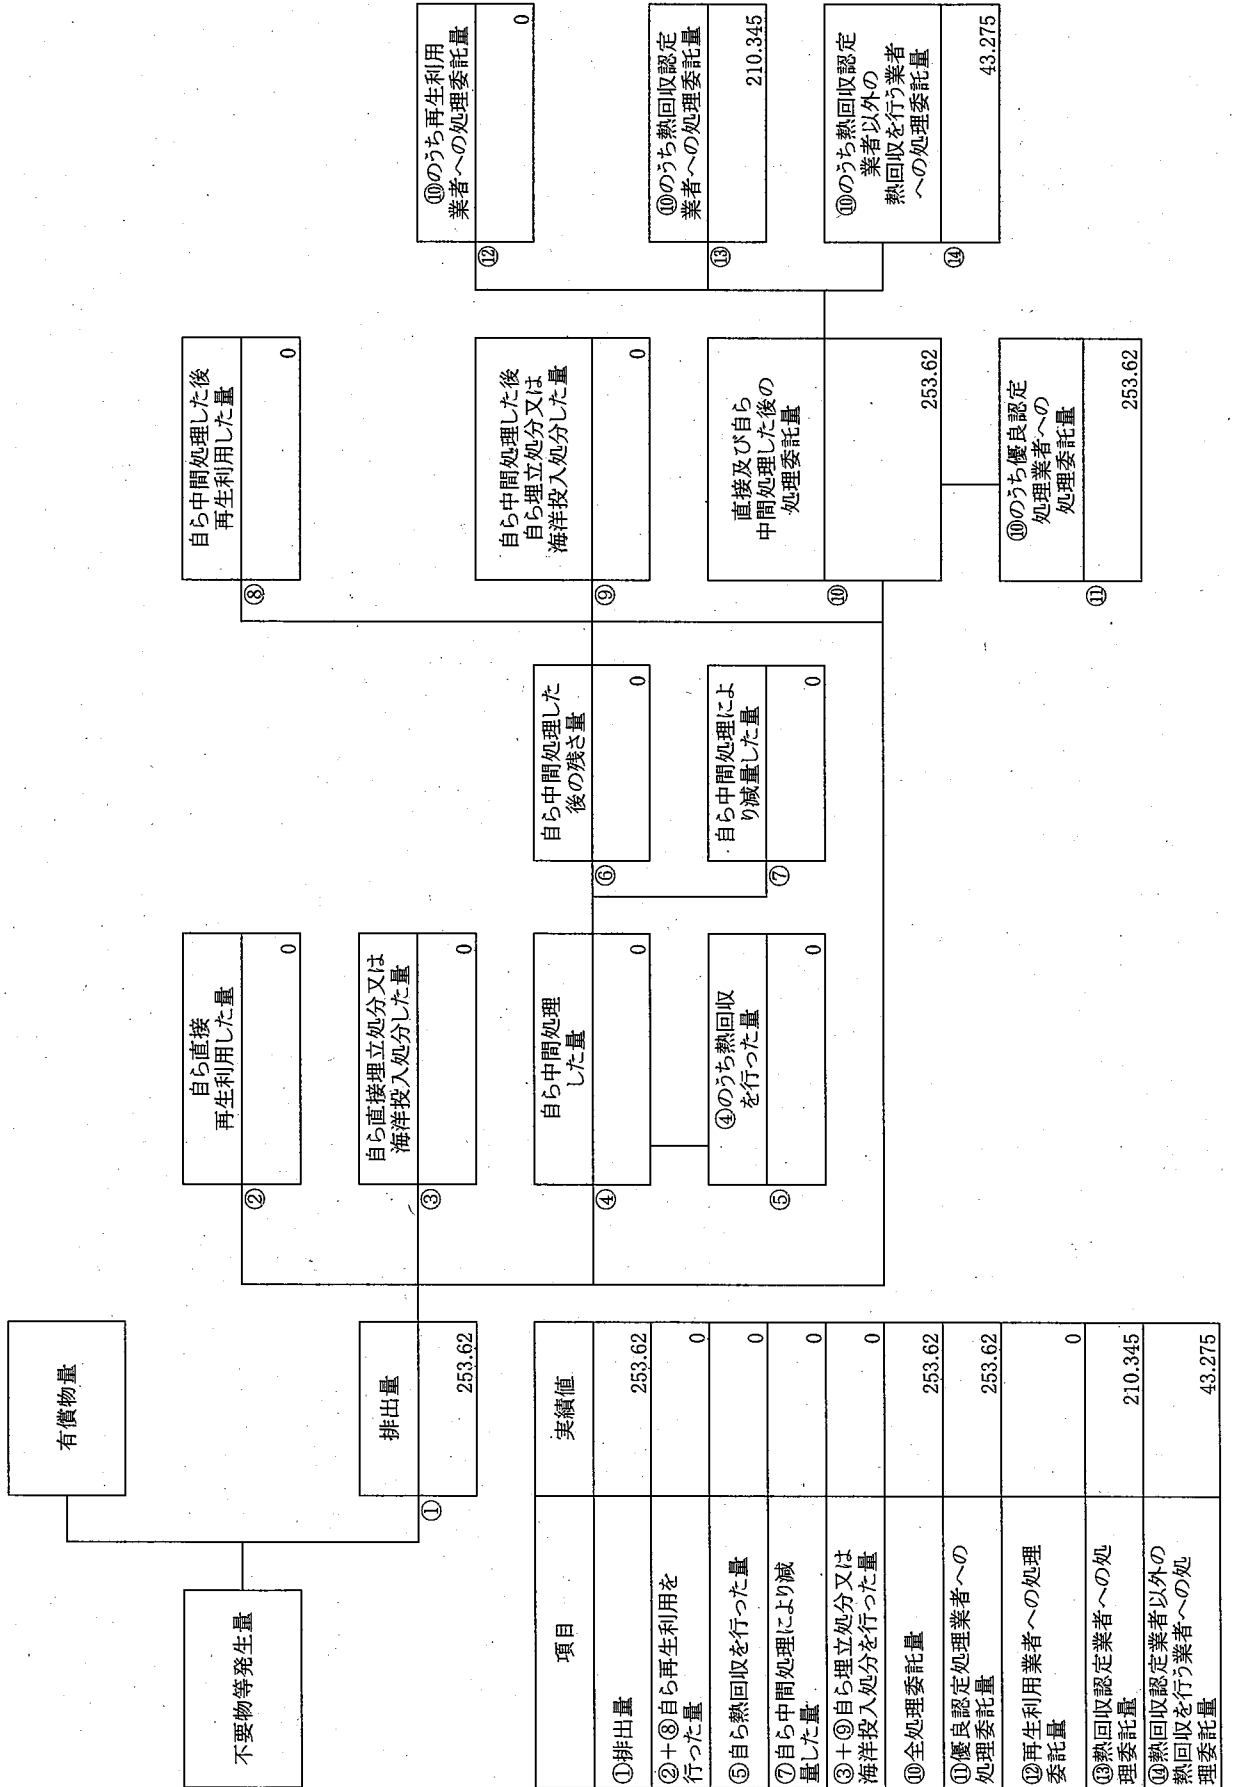 不要物等発生量
有償物量
排出量
①
253.62
自ら直接
再生利用した量
②
0
自ら直接埋立処分又は
海洋投入処分した量
③
0
自ら中間処理
した量
④
0
④のうち熱回収
を行った量
⑤
0
自ら中間処理した
後の残さ量
⑥
0
自ら中間処理によ
り減量した量
⑦
0
自ら中間処理した後
再生利用した量
⑧
0
自ら中間処理した後
自ら埋立処分又は
海洋投入処分した量
⑨
0
直接及び自ら
中間処理した後の
処理委託量
⑩
253.62
⑩のうち優良認定
処理業者への
処理委託量
⑪
253.62
⑩のうち再生利用
業者への処理委託量
⑫
0
⑩のうち熱回収認定
業者への処理委託量
⑬
210.345
⑩のうち熱回収認定
業者以外の
熱回収を行う業者
への処理委託量
⑭
43.275
項目
実績値
①排出量
253.62
②+⑧自ら再生利用を
行った量
0
⑤自ら熱回収を行った量
0
⑦自ら中間処理により減
量した量
0
③+⑨自ら埋立処分又は
海洋投入処分を行った量
0
⑩全処理委託量
253.62
⑪優良認定処理業者への
処理委託量
253.62
⑫再生利用業者への処理
委託量
0
⑬熱回収認定業者への処
理委託量
210.345
⑭熱回収認定業者以外の
熱回収を行う業者への処
理委託量
43.275